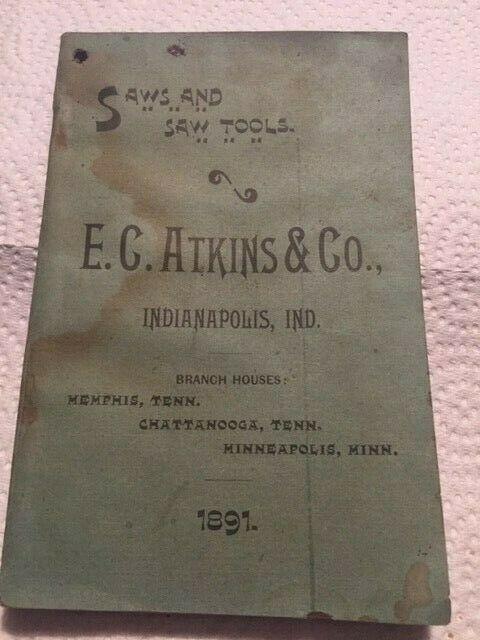 SAWS AND
SAW TOOLS.
E. C. ATKINS & CO.,
INDIANAPOLIS, IND.
BRANCH HOUSES:
MEMPHIS, TENN.
CHATTANOOGA, TENN.
MINNEAPOLIS, MINN.
1891.